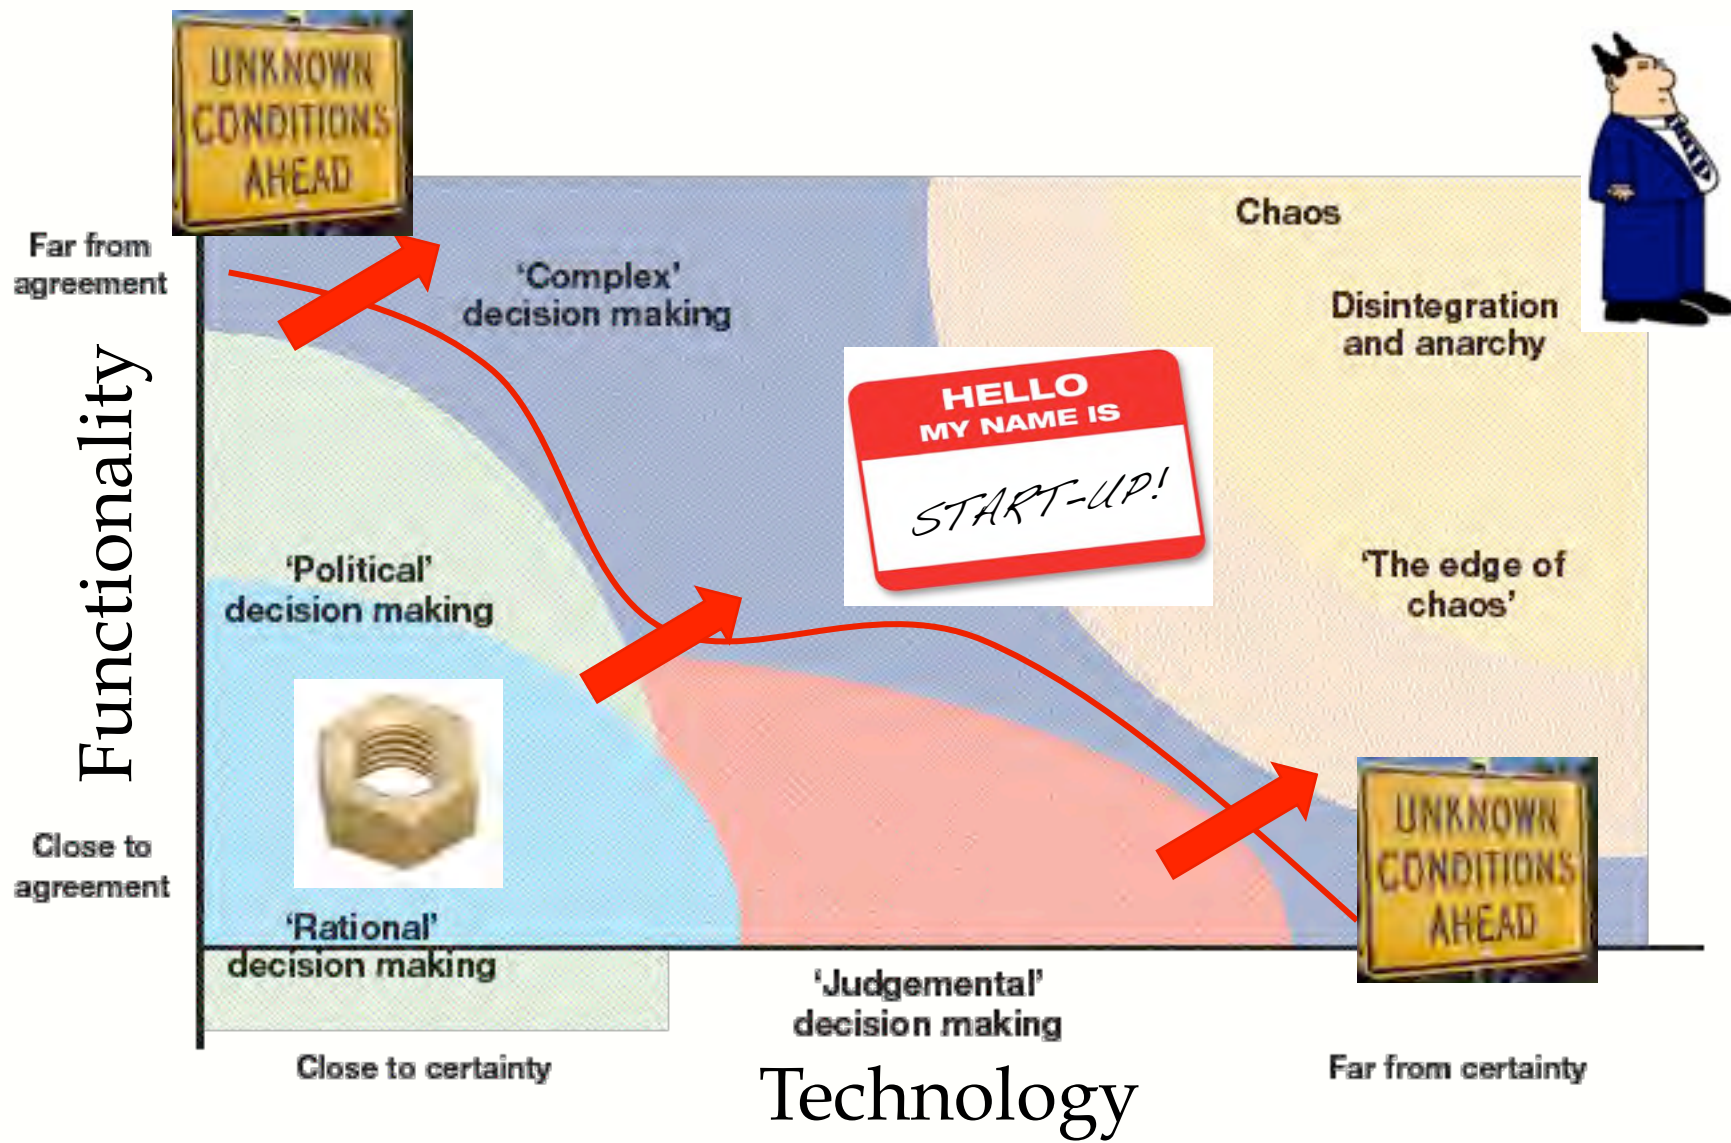 UNKNOWN
CONDITIONS
AHEAD
Chaos
Far from
agreement
‘Complex’
decision making
Disintegration
and anarchy
HELLO
MY NAME IS
START-UP!
Functionality
‘Political’
decision making
‘The edge of
chaos’
Close to
agreement
‘Rational’
decision making
UNKNOWN
CONDITIONS
AHEAD
‘Judgemental’
decision making
Close to certainty
Technology
Far from certainty